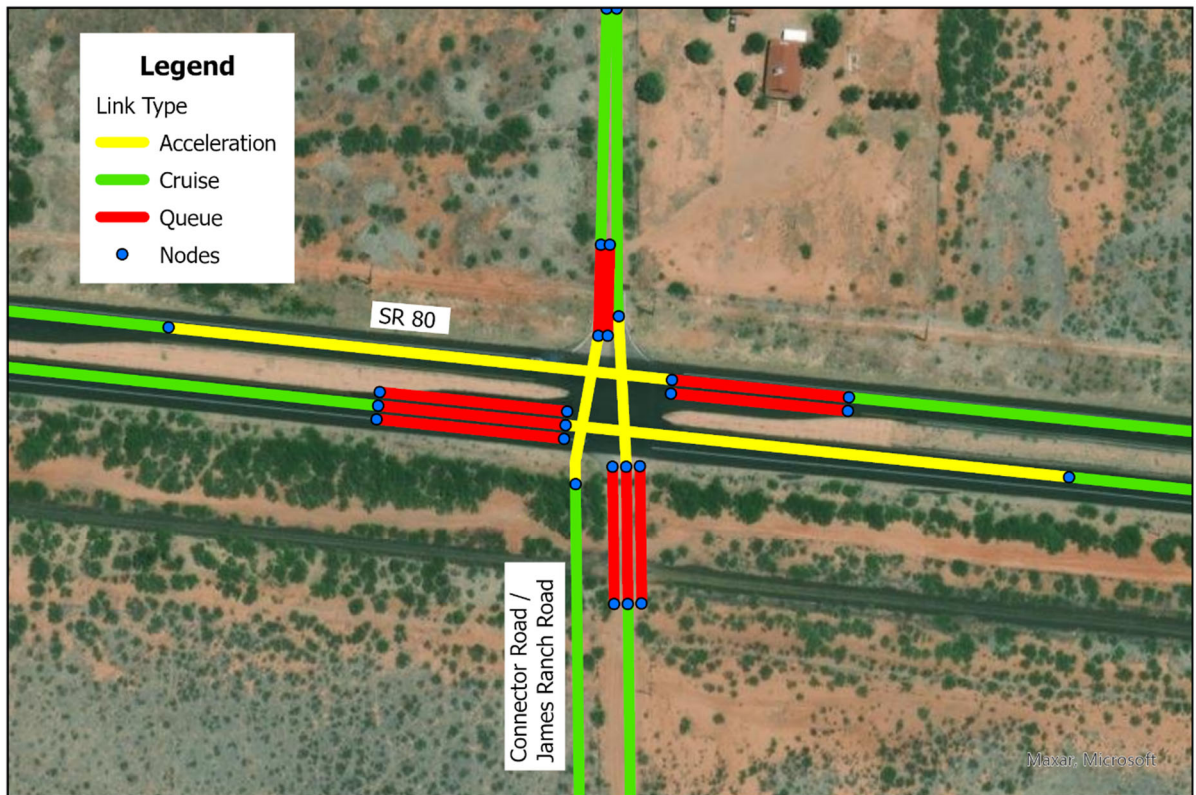 Legend
Link Type
Acceleration
Cruise
Queue
Nodes
SR 80
Connector Road /
James Ranch Road
Maxar, Microsoft